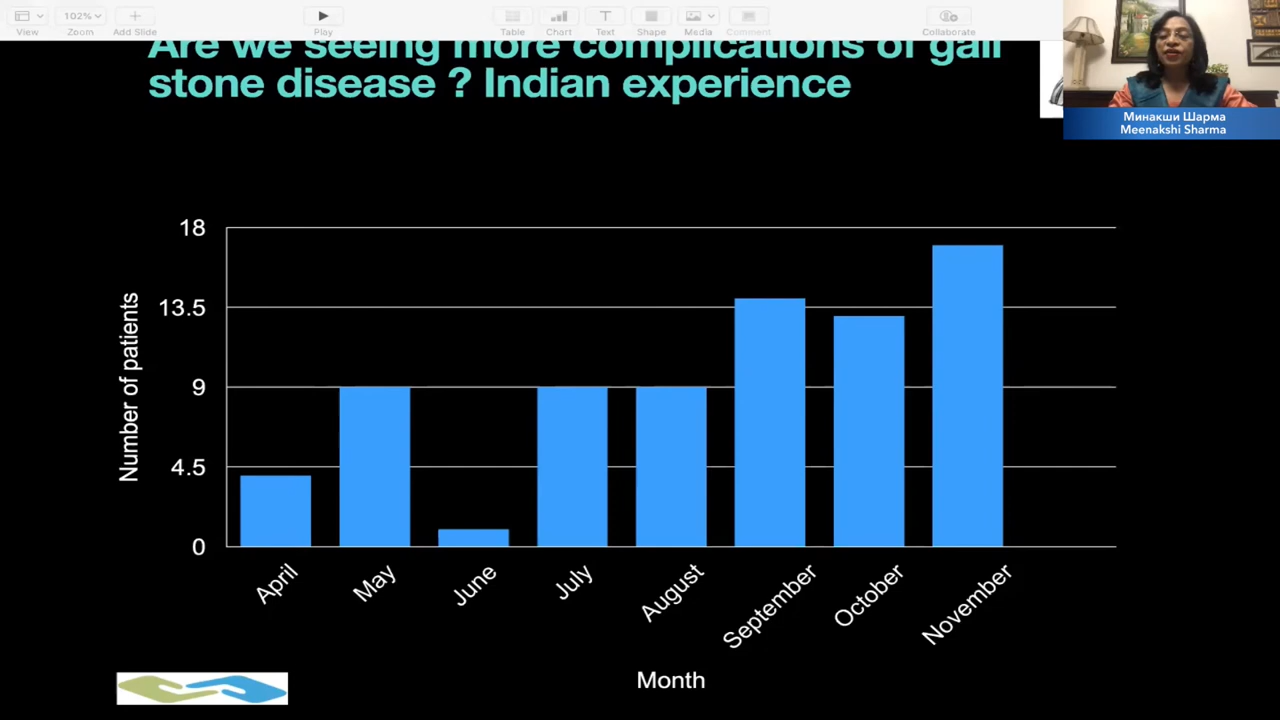 View
102%
Zoom
Add Slide
Play
Table
Chart
Text
Shape
Media
Comment
Collaborate
Are we seeing more complications of gall
stone disease ? Indian experience
Минакши Шарма
Meenakshi Sharma
Number of patients
18
13.5
9
4.5
0
April
May
June
July
August
September
October
November
Month